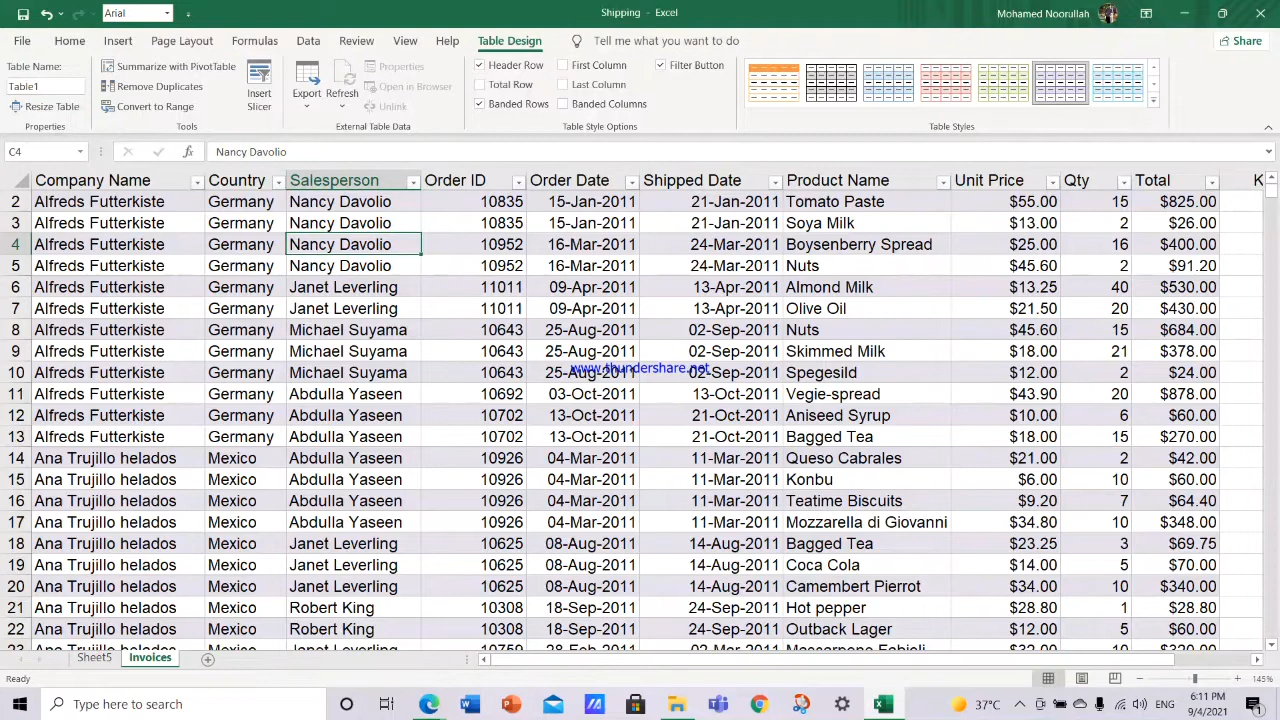 Arial
Shipping - Excel
Mohamed Noorullah
File Home Insert Page Layout Formulas Data Review View Help Table Design Tell me what you want to do Share
Table Name:
Table1
Resize Table
Properties
Summarize with PivotTable
Remove Duplicates
Convert to Range
Tools
Insert Slicer
Export
Refresh
Properties
Open in Browser
Unlink
External Table Data
Header Row First Column Filter Button
Total Row Last Column
Banded Rows Banded Columns
Table Style Options
Table Styles
C4 fx Nancy Davolio
Company Name Country Salesperson Order ID Order Date Shipped Date Product Name Unit Price Qty Total K
2 Alfreds Futterkiste Germany Nancy Davolio 10835 15-Jan-2011 21-Jan-2011 Tomato Paste $55.00 15 $825.00
3 Alfreds Futterkiste Germany Nancy Davolio 10835 15-Jan-2011 21-Jan-2011 Soya Milk $13.00 2 $26.00
4 Alfreds Futterkiste Germany Nancy Davolio 10952 16-Mar-2011 24-Mar-2011 Boysenberry Spread $25.00 16 $400.00
5 Alfreds Futterkiste Germany Nancy Davolio 10952 16-Mar-2011 24-Mar-2011 Nuts $45.60 2 $91.20
6 Alfreds Futterkiste Germany Janet Leverling 11011 09-Apr-2011 13-Apr-2011 Almond Milk $13.25 40 $530.00
7 Alfreds Futterkiste Germany Janet Leverling 11011 09-Apr-2011 13-Apr-2011 Olive Oil $21.50 20 $430.00
8 Alfreds Futterkiste Germany Michael Suyama 10643 25-Aug-2011 02-Sep-2011 Nuts $45.60 15 $684.00
9 Alfreds Futterkiste Germany Michael Suyama 10643 25-Aug-2011 02-Sep-2011 Skimmed Milk $18.00 21 $378.00
www.thundershare.net
10 Alfreds Futterkiste Germany Michael Suyama 10643 25-Aug-2011 02-Sep-2011 Spegesild $12.00 2 $24.00
11 Alfreds Futterkiste Germany Abdulla Yaseen 10692 03-Oct-2011 13-Oct-2011 Vegie-spread $43.90 20 $878.00
12 Alfreds Futterkiste Germany Abdulla Yaseen 10702 13-Oct-2011 21-Oct-2011 Aniseed Syrup $10.00 6 $60.00
13 Alfreds Futterkiste Germany Abdulla Yaseen 10702 13-Oct-2011 21-Oct-2011 Bagged Tea $18.00 15 $270.00
14 Ana Trujillo helados Mexico Abdulla Yaseen 10926 04-Mar-2011 11-Mar-2011 Queso Cabrales $21.00 2 $42.00
15 Ana Trujillo helados Mexico Abdulla Yaseen 10926 04-Mar-2011 11-Mar-2011 Konbu $6.00 10 $60.00
16 Ana Trujillo helados Mexico Abdulla Yaseen 10926 04-Mar-2011 11-Mar-2011 Teatime Biscuits $9.20 7 $64.40
17 Ana Trujillo helados Mexico Abdulla Yaseen 10926 04-Mar-2011 11-Mar-2011 Mozzarella di Giovanni $34.80 10 $348.00
18 Ana Trujillo helados Mexico Janet Leverling 10625 08-Aug-2011 14-Aug-2011 Bagged Tea $23.25 3 $69.75
19 Ana Trujillo helados Mexico Janet Leverling 10625 08-Aug-2011 14-Aug-2011 Coca Cola $14.00 5 $70.00
20 Ana Trujillo helados Mexico Janet Leverling 10625 08-Aug-2011 14-Aug-2011 Camembert Pierrot $34.00 10 $340.00
21 Ana Trujillo helados Mexico Robert King 10308 18-Sep-2011 24-Sep-2011 Hot pepper $28.80 1 $28.80
22 Ana Trujillo helados Mexico Robert King 10308 18-Sep-2011 24-Sep-2011 Outback Lager $12.00 5 $60.00
Sheet5 Invoices
Ready 145%
Type here to search
37°C
ENG
6:11 PM
9/4/2021